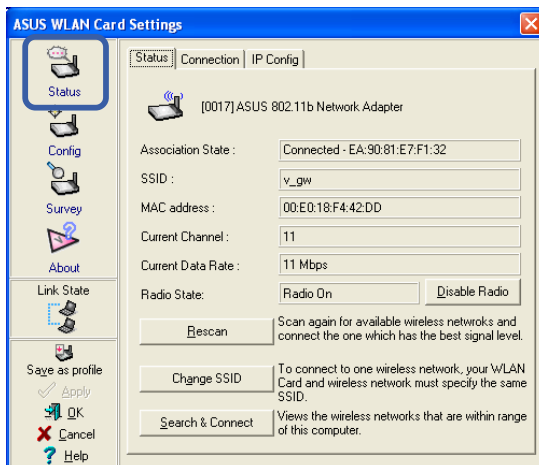 ASUS WLAN Card Settings
Status
Config
Survey
About
Link State
Save as profile
Apply
OK
Cancel
Help
Status Connection IP Config
[0017] ASUS 802.11b Network Adapter
Association State : Connected - EA:90:81:E7:F1:32
SSID : v_gw
MAC address : 00:E0:18:F4:42:DD
Current Channel : 11
Current Data Rate : 11 Mbps
Radio State: Radio On Disable Radio
Rescan
Scan again for available wireless netwroks and
connect the one which has the best signal level.
Change SSID
To connect to one wireless network, your WLAN
Card and wireless network must specify the same
SSID.
Search & Connect
Views the wireless networks that are within range
of this computer.